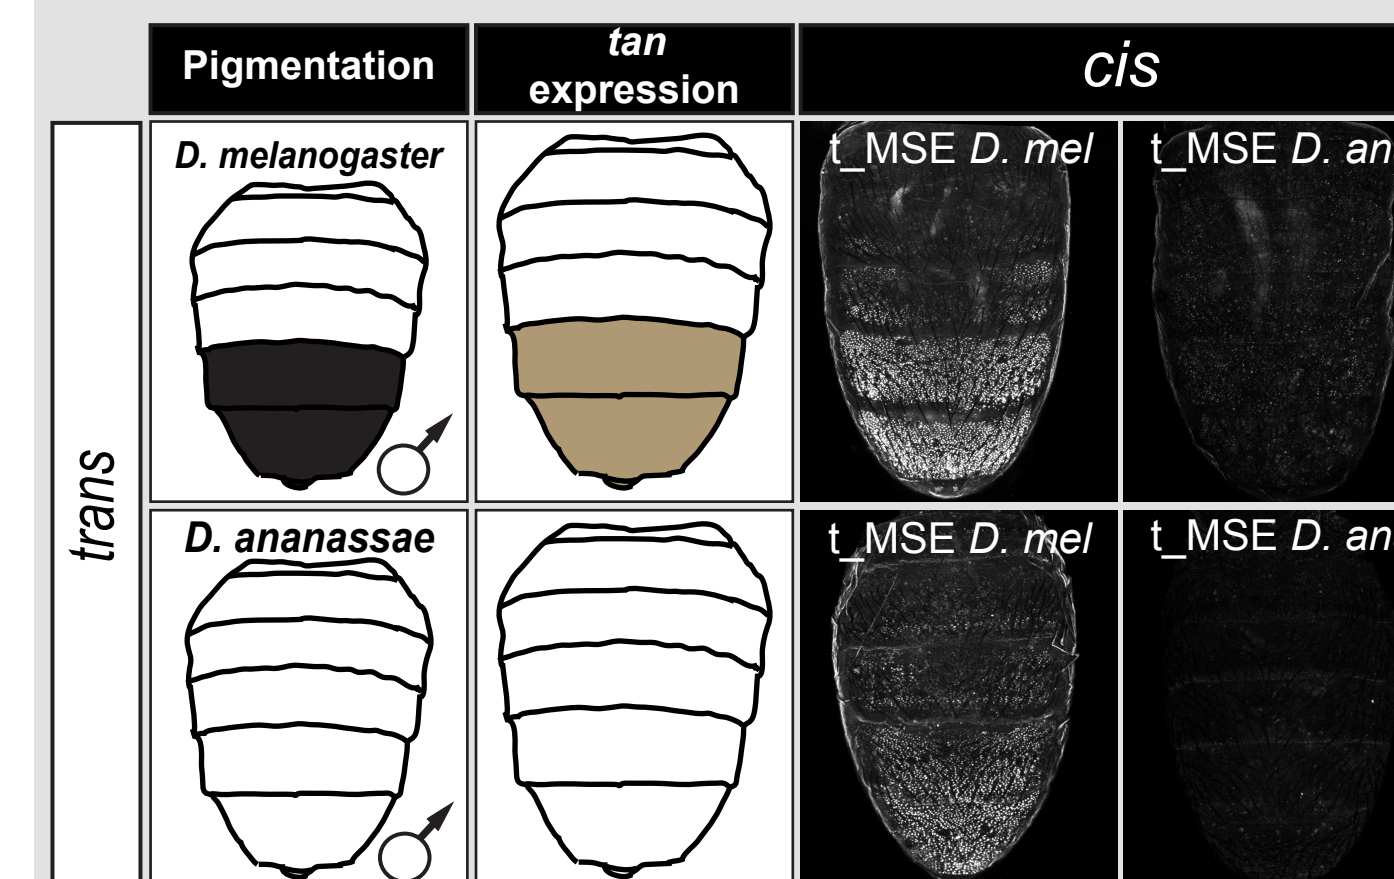 Pigmentation
tan
expression
cis
trans
D. melanogaster
t_MSE D. mel
t_MSE D. an
D. ananassae
t_MSE D. mel
t_MSE D. an